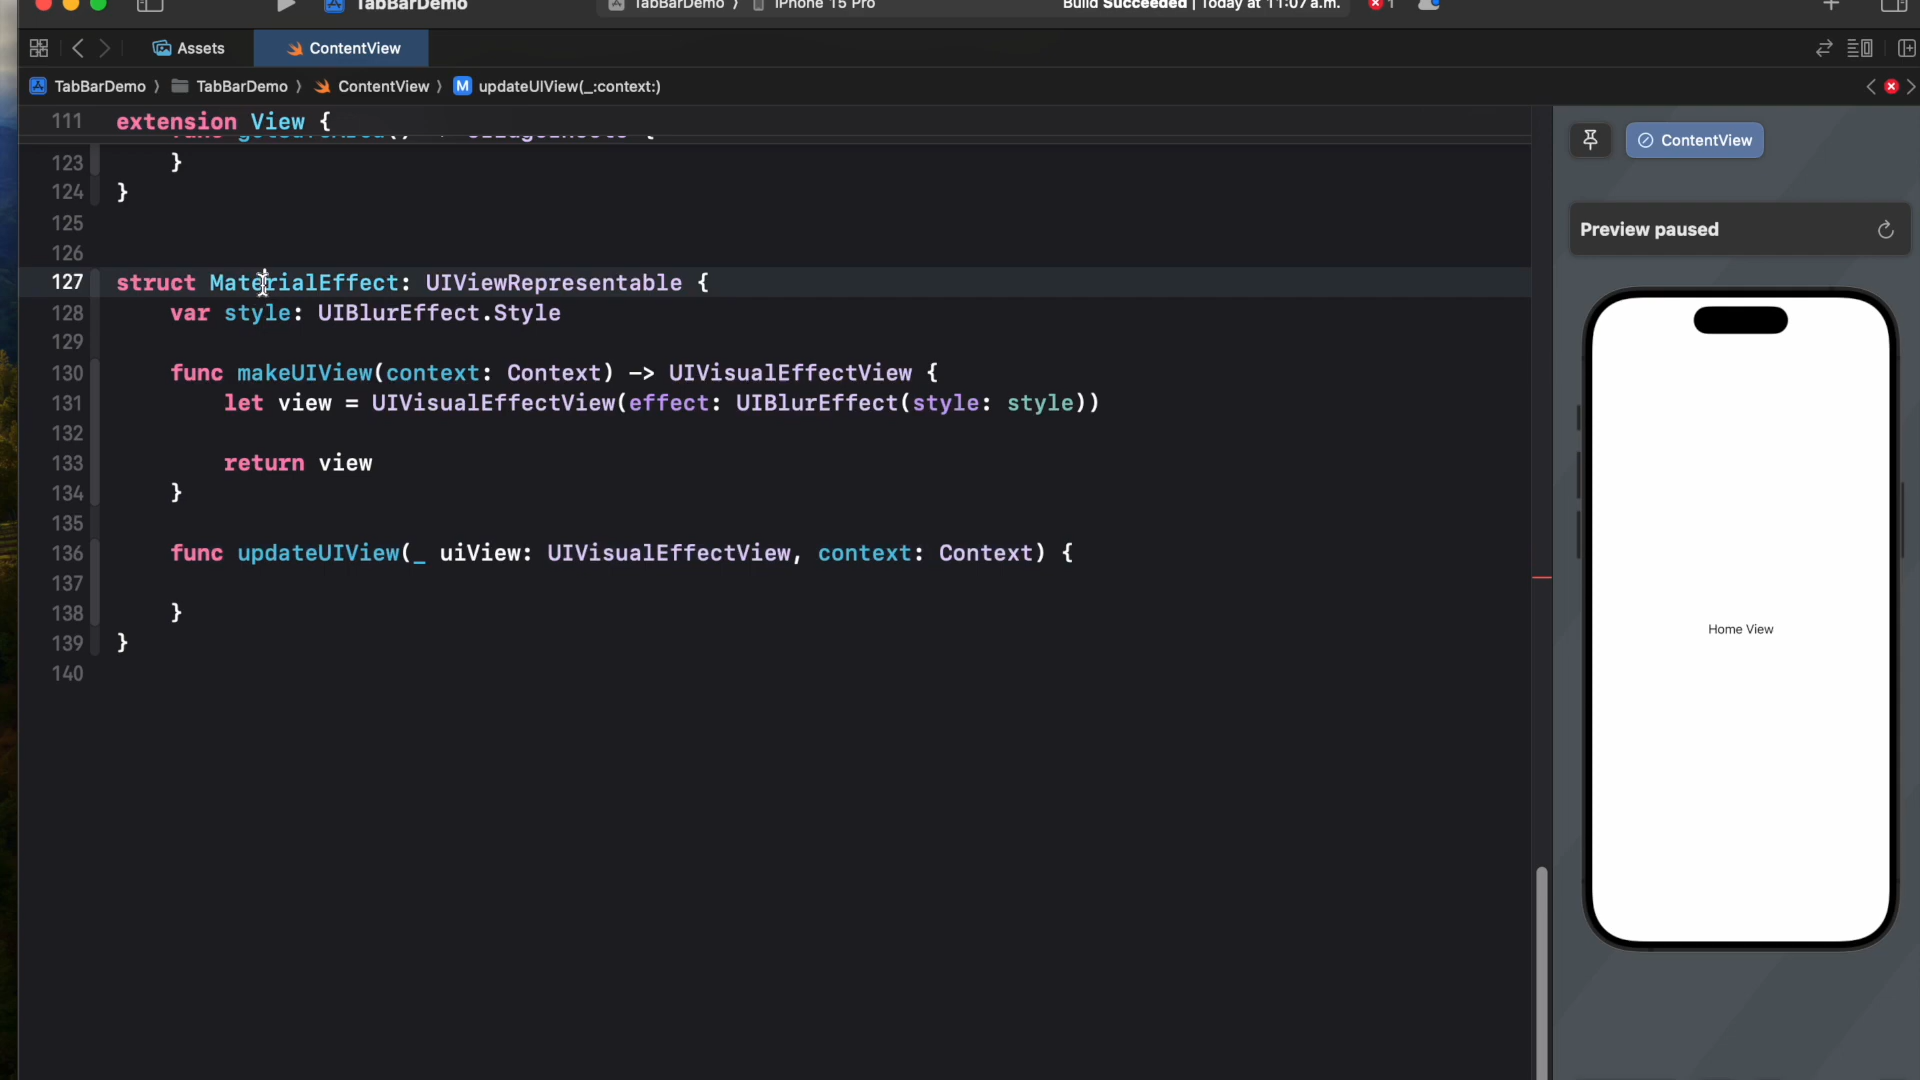 TabBarDemo
TabBarDemo 〉 iPhone 15 Pro
Build Succeeded | Today at 11:07 a.m.
1
Assets
ContentView
TabBarDemo 〉 TabBarDemo 〉 ContentView 〉 M updateUIView(_:context:)
111 extension View {
123 }
124 }
125
126
127 struct MaterialEffect: UIViewRepresentable {
128 var style: UIBlurEffect.Style
129
130 func makeUIView(context: Context) -> UIVisualEffectView {
131 let view = UIVisualEffectView(effect: UIBlurEffect(style: style))
132
133 return view
134 }
135
136 func updateUIView(_ uiView: UIVisualEffectView, context: Context) {
137
138 }
139 }
140
ContentView
Preview paused
Home View